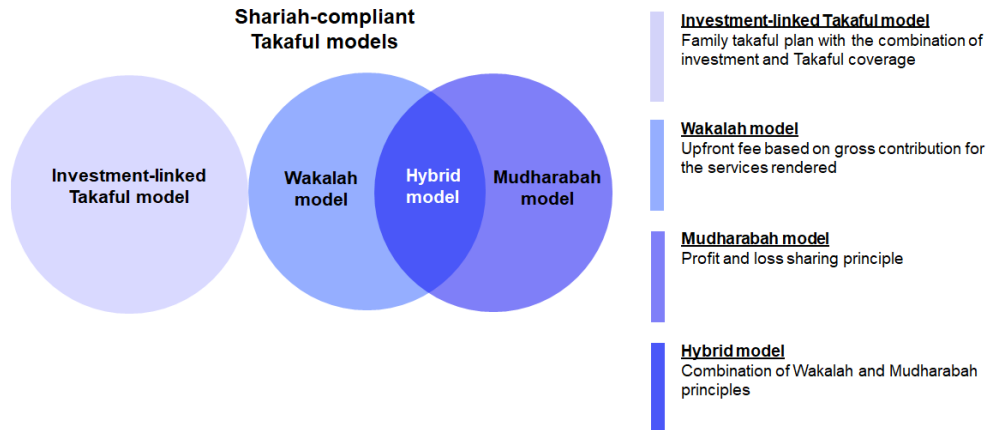 Shariah-compliant
Takaful models
Investment-linked
Takaful model
Wakalah
model
Hybrid
model
Mudharabah
model
Investment-linked Takaful model
Family takaful plan with the combination of
investment and Takaful coverage
Wakalah model
Upfront fee based on gross contribution for
the services rendered
Mudharabah model
Profit and loss sharing principle
Hybrid model
Combination of Wakalah and Mudharabah
principles